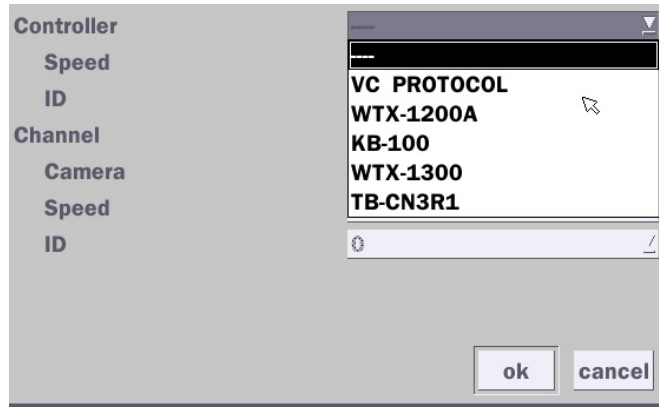 Controller ----
Speed ----
ID VC PROTOCOL
WTX-1200A
Channel KB-100
Camera WTX-1300
Speed TB-CN3R1
ID 0
ok cancel